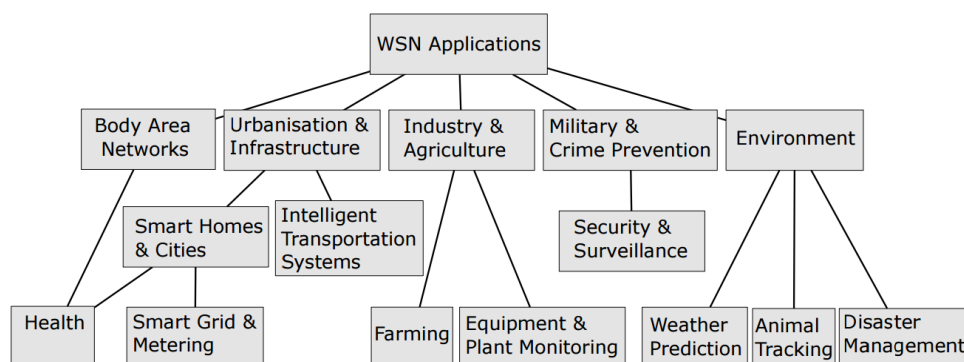 WSN Applications
Body Area
Networks
Urbanisation &
Infrastructure
Industry &
Agriculture
Military &
Crime Prevention
Environment
Smart Homes
& Cities
Intelligent
Transportation
Systems
Security &
Surveillance
Health
Smart Grid &
Metering
Farming
Equipment &
Plant Monitoring
Weather
Prediction
Animal
Tracking
Disaster
Management